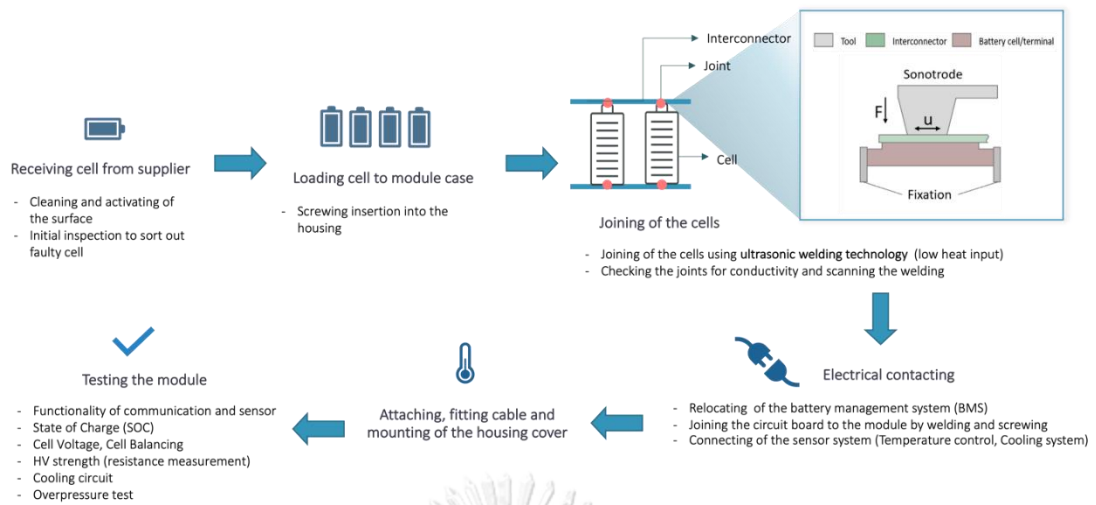 Receiving cell from supplier
- Cleaning and activating of
the surface
- Initial inspection to sort out
faulty cell
Loading cell to module case
- Screwing insertion into the
housing
Interconnector
Joint
Cell
Tool
Interconnector
Battery cell/terminal
Sonotrode
F
u
Fixation
Joining of the cells
- Joining of the cells using ultrasonic welding technology (low heat input)
- Checking the joints for conductivity and scanning the welding
Electrical contacting
- Relocating of the battery management system (BMS)
- Joining the circuit board to the module by welding and screwing
- Connecting of the sensor system (Temperature control, Cooling system)
Attaching, fitting cable and
mounting of the housing cover
Testing the module
- Functionality of communication and sensor
- State of Charge (SOC)
- Cell Voltage, Cell Balancing
- HV strength (resistance measurement)
- Cooling circuit
- Overpressure test